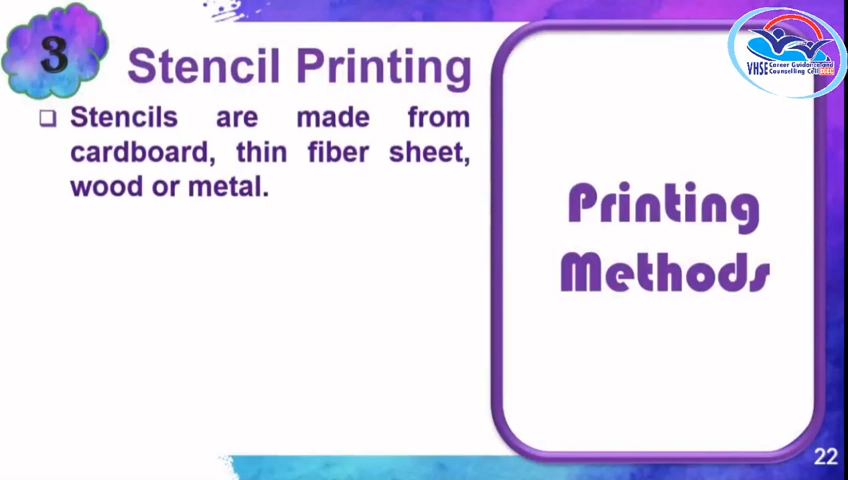 3
Stencil Printing
❑ Stencils are made from
cardboard, thin fiber sheet,
wood or metal.
Printing
Methods
VHSE Career Guidance and
Counselling Cell
22